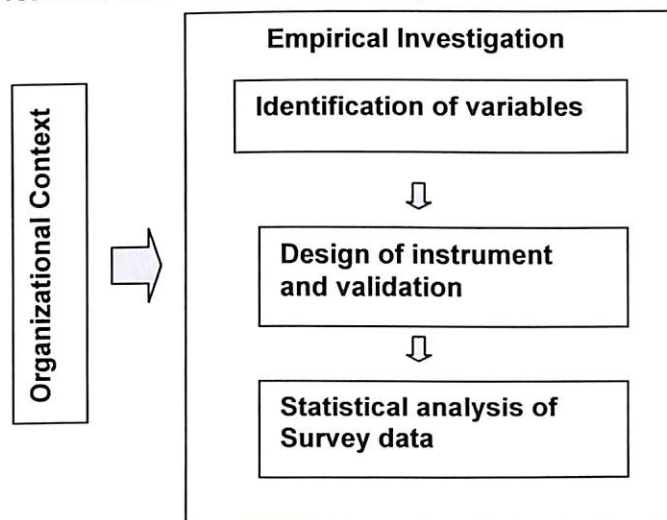 Organizational Context
Empirical Investigation
Identification of variables
Design of instrument
and validation
Statistical analysis of
Survey data